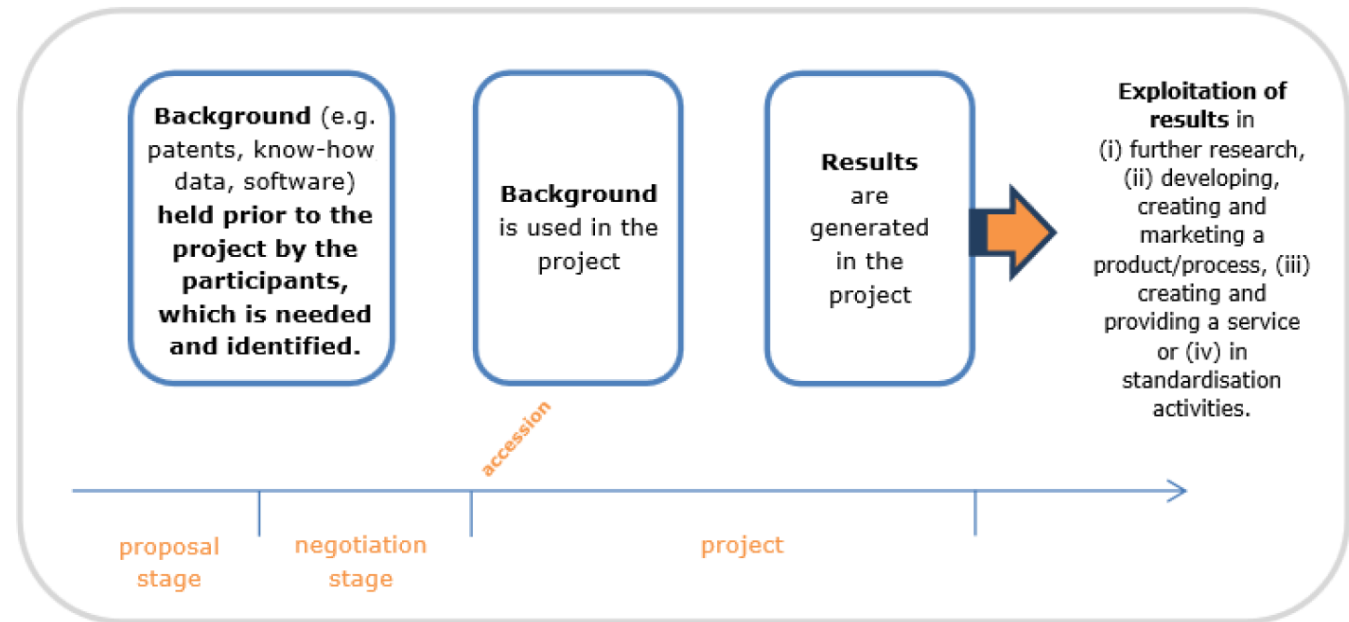 Background (e.g.
patents, know-how
data, software)
held prior to the
project by the
participants,
which is needed
and identified.
Background
is used in the
project
Results
are
generated
in the
project
Exploitation of
results in
(i) further research,
(ii) developing,
creating and
marketing a
product/process, (iii)
creating and
providing a service
or (iv) in
standardisation
activities.
accession
proposal
stage
negotiation
stage
project